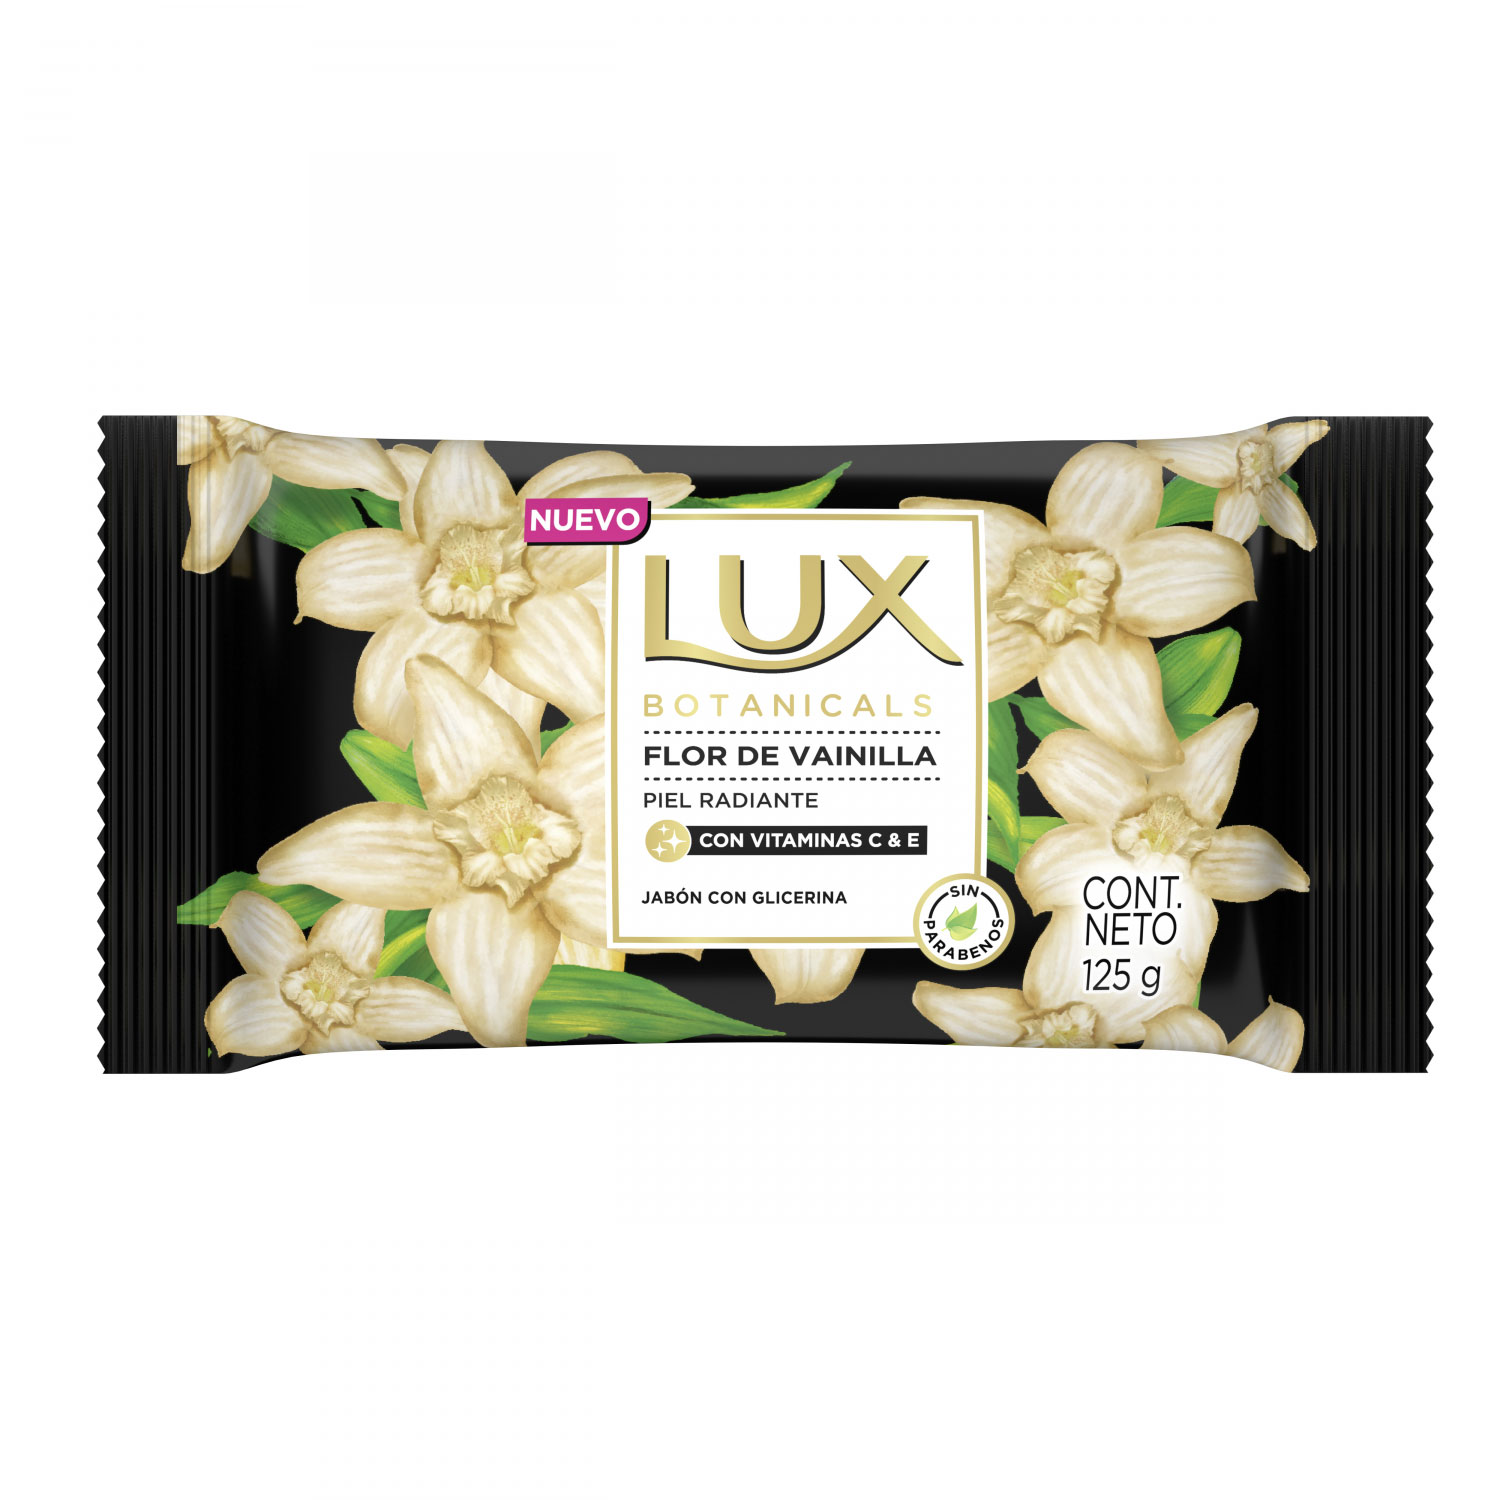 NUEVO
LUX
BOTANICALS
FLOR DE VAINILLA
PIEL RADIANTE
CON VITAMINAS C & E
JABÓN CON GLICERINA
SIN
PARABENOS
CONT.
NETO
125 g